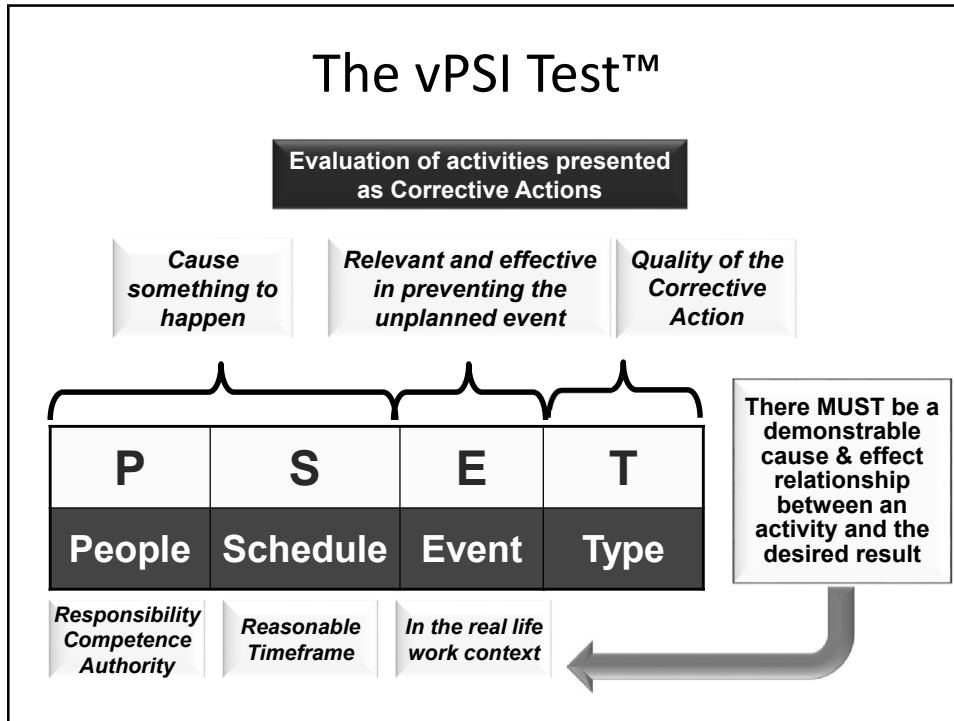 The vPSI Test™
Evaluation of activities presented
as Corrective Actions
Cause
something to
happen
Relevant and effective
in preventing the
unplanned event
Quality of the
Corrective
Action
P
S
E
T
People
Schedule
Event
Type
Responsibility
Competence
Authority
Reasonable
Timeframe
In the real life
work context
There MUST be a
demonstrable
cause & effect
relationship
between an
activity and the
desired result